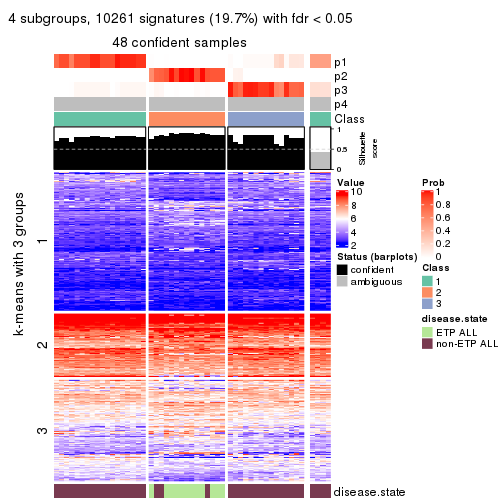 4 subgroups, 10261 signatures (19.7%) with fdr < 0.05
48 confident samples
p1
p2
p3
p4
Class
1
0.5
0
Silhouette
score
k-means with 3 groups
1
2
3
disease.state
Value
10
8
6
4
2
Status (barplots)
confident
ambiguous
Prob
1
0.8
0.6
0.4
0.2
0
Class
1
2
3
disease.state
ETP ALL
non-ETP ALL